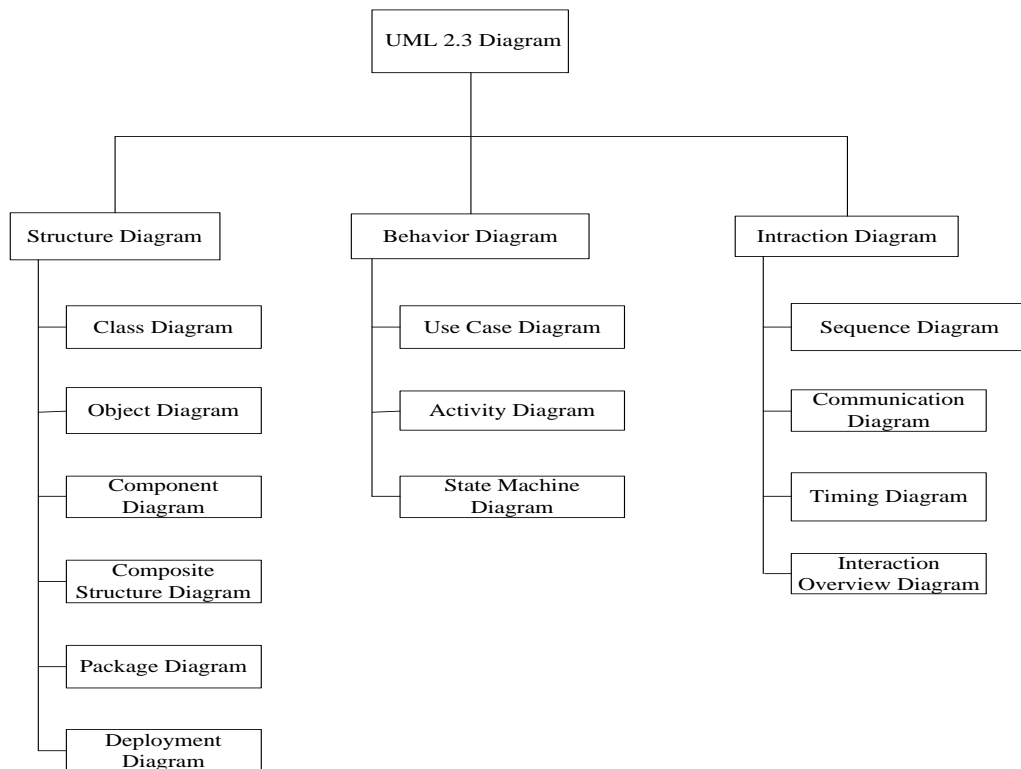 UML 2.3 Diagram
Structure Diagram
Behavior Diagram
Intraction Diagram
Class Diagram
Object Diagram
Component
Diagram
Composite
Structure Diagram
Package Diagram
Deployment
Diagram
Use Case Diagram
Activity Diagram
State Machine
Diagram
Sequence Diagram
Communication
Diagram
Timing Diagram
Interaction
Overview Diagram